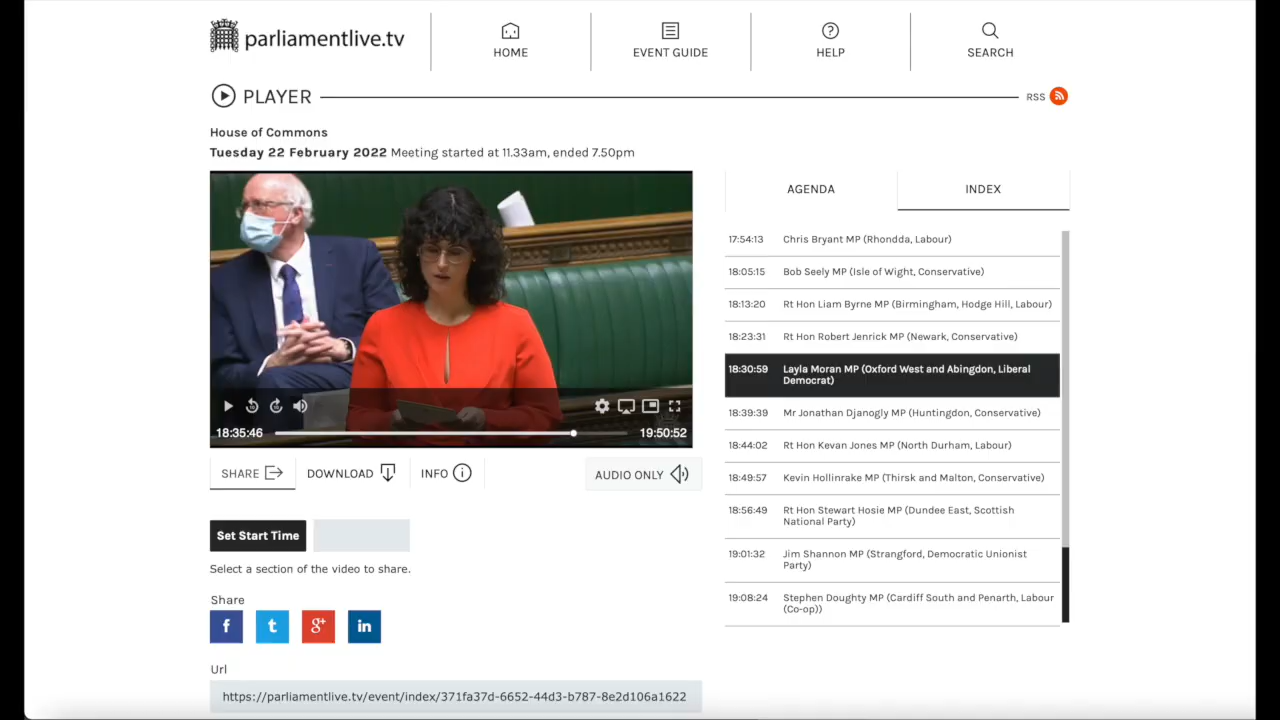 parliamentlive.tv
HOME
EVENT GUIDE
HELP
SEARCH
PLAYER
RSS
House of Commons
Tuesday 22 February 2022 Meeting started at 11.33am, ended 7.50pm
18:35:46
19:50:52
SHARE
DOWNLOAD
INFO
AUDIO ONLY
Set Start Time
Select a section of the video to share.
Share
f
t
g+
in
Url
https://parliamentlive.tv/event/index/371fa37d-6652-44d3-b787-8e2d106a1622
AGENDA
INDEX
17:54:13 Chris Bryant MP (Rhondda, Labour)
18:05:15 Bob Seely MP (Isle of Wight, Conservative)
18:13:20 Rt Hon Liam Byrne MP (Birmingham, Hodge Hill, Labour)
18:23:31 Rt Hon Robert Jenrick MP (Newark, Conservative)
18:30:59 Layla Moran MP (Oxford West and Abingdon, Liberal
Democrat)
18:39:39 Mr Jonathan Djanogly MP (Huntingdon, Conservative)
18:44:02 Rt Hon Kevan Jones MP (North Durham, Labour)
18:49:57 Kevin Hollinrake MP (Thirsk and Malton, Conservative)
18:56:49 Rt Hon Stewart Hosie MP (Dundee East, Scottish
National Party)
19:01:32 Jim Shannon MP (Strangford, Democratic Unionist
Party)
19:08:24 Stephen Doughty MP (Cardiff South and Penarth, Labour
(Co-op))